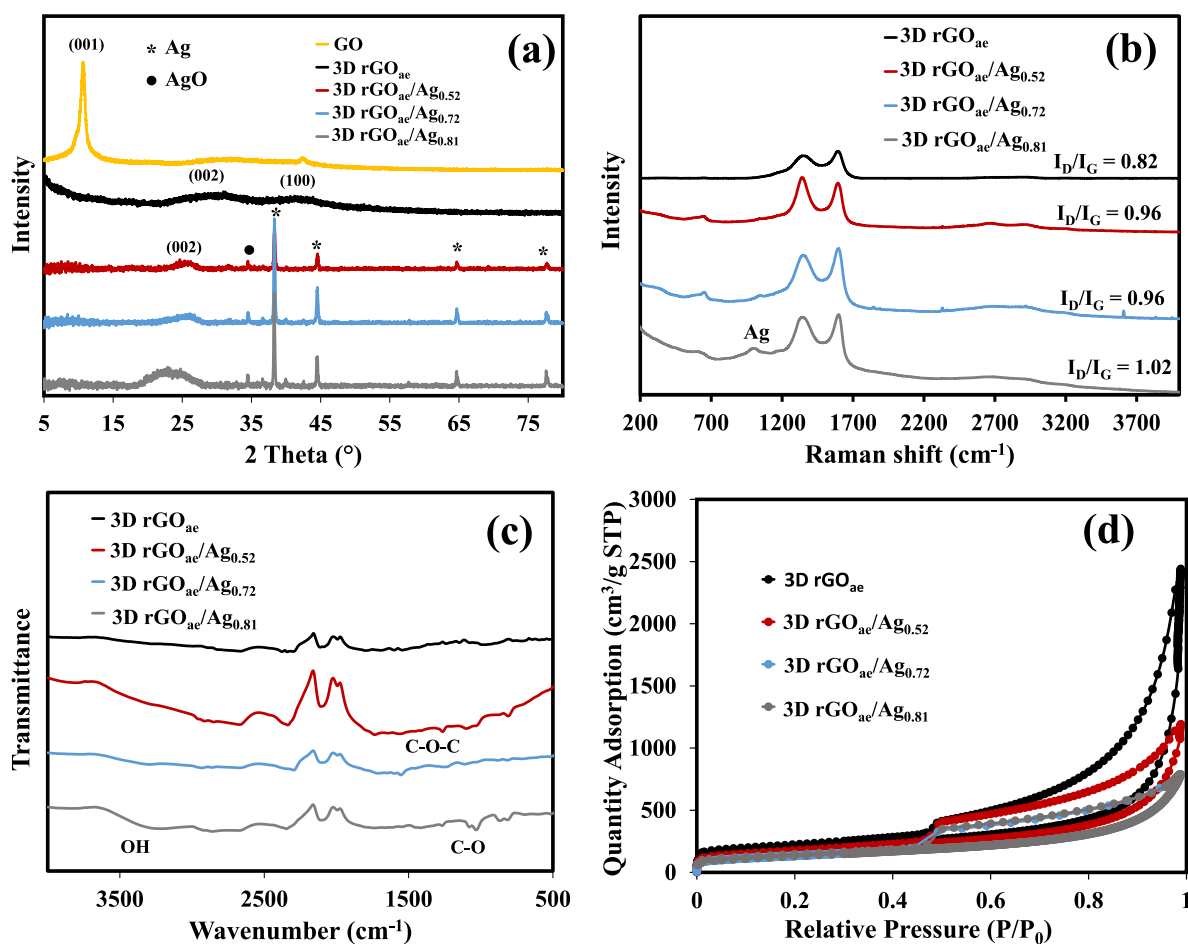 (a)
(001)
* Ag
● AgO
GO
3D rGOae
3D rGOae/Ag0.52
3D rGOae/Ag0.72
3D rGOae/Ag0.81
(002)
(100)
*
(002)
●
*
*
*
Intensity
5 15 25 35 45 55 65 75
2 Theta (°)
(b)
3D rGOae
3D rGOae/Ag0.52
3D rGOae/Ag0.72
3D rGOae/Ag0.81
ID/IG = 0.82
ID/IG = 0.96
ID/IG = 0.96
Ag
ID/IG = 1.02
Intensity
200 700 1200 1700 2200 2700 3200 3700
Raman shift (cm-1)
(c)
3D rGOae
3D rGOae/Ag0.52
3D rGOae/Ag0.72
3D rGOae/Ag0.81
C-O-C
OH
C-O
Transmittance
3500 2500 1500 500
Wavenumber (cm-1)
(d)
3D rGOae
3D rGOae/Ag0.52
3D rGOae/Ag0.72
3D rGOae/Ag0.81
Quantity Adsorption (cm3/g STP)
3000
2500
2000
1500
1000
500
0
0 0.2 0.4 0.6 0.8 1
Relative Pressure (P/P0)